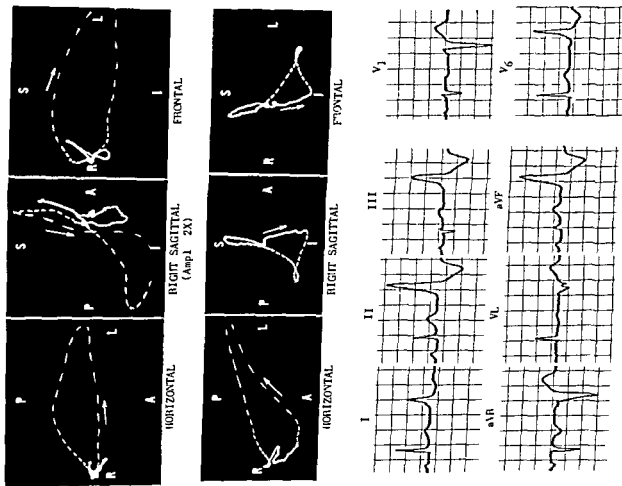 P
R
L
A
HORIZONTAL
S
A
I
RIGHT SAGITTAL
(Ampl 2X)
S
R
L
I
FRONTAL
P
R
L
A
HORIZONTAL
S
P
A
I
RIGHT SAGITTAL
S
R
L
I
FRONTAL
I
II
III
V1
aVR
VL
aVF
V6